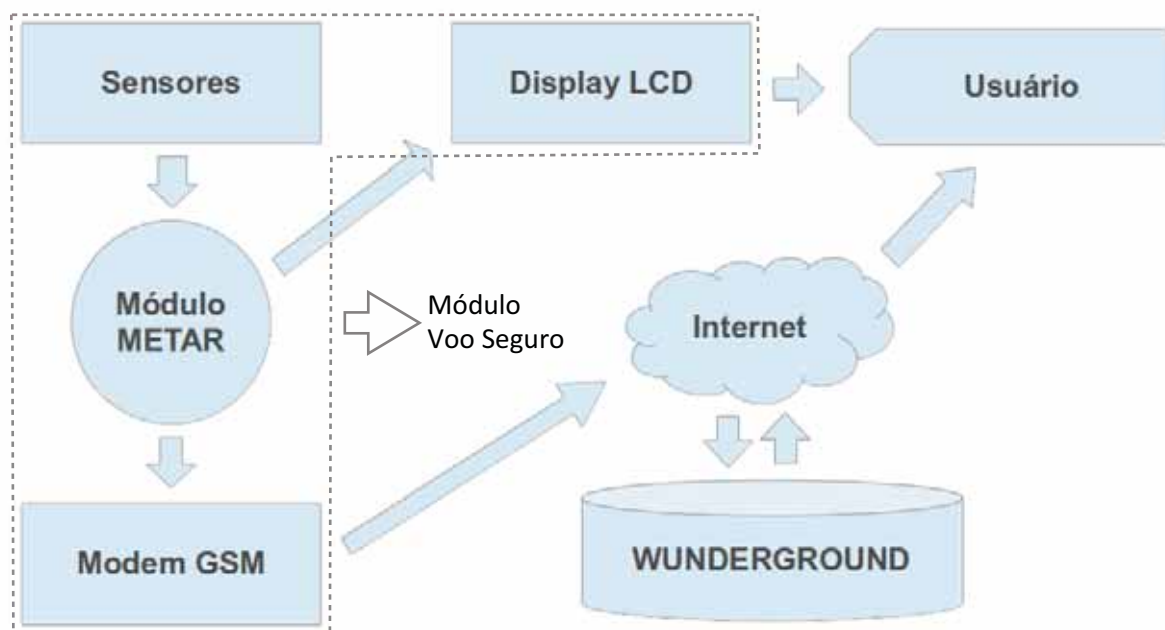 Sensores
Display LCD
Usuário
Módulo
METAR
Módulo
Voo Seguro
Internet
Modem GSM
WUNDERGROUND